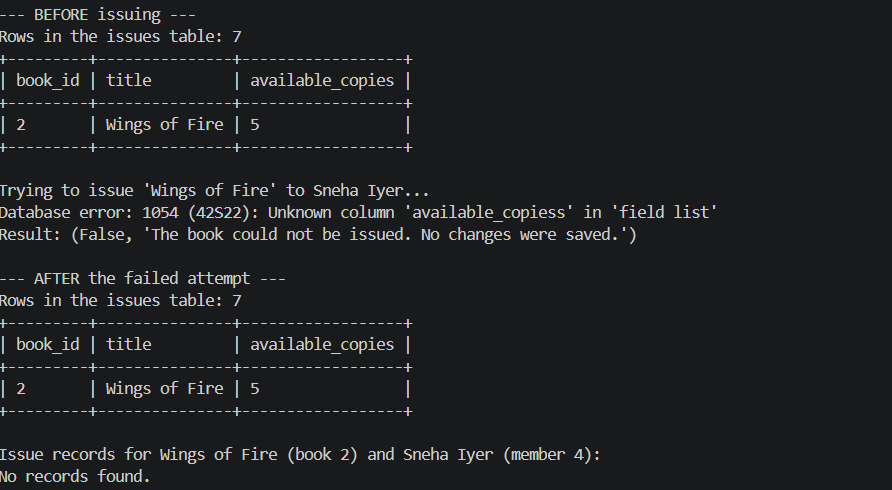 --- BEFORE issuing ---
Rows in the issues table: 7
+---------+---------------+------------------+
| book_id | title         | available_copies |
+---------+---------------+------------------+
| 2       | Wings of Fire | 5                |
+---------+---------------+------------------+
Trying to issue 'Wings of Fire' to Sneha Iyer...
Database error: 1054 (42S22): Unknown column 'available_copiess' in 'field list'
Result: (False, 'The book could not be issued. No changes were saved.')
--- AFTER the failed attempt ---
Rows in the issues table: 7
+---------+---------------+------------------+
| book_id | title         | available_copies |
+---------+---------------+------------------+
| 2       | Wings of Fire | 5                |
+---------+---------------+------------------+
Issue records for Wings of Fire (book 2) and Sneha Iyer (member 4):
No records found.